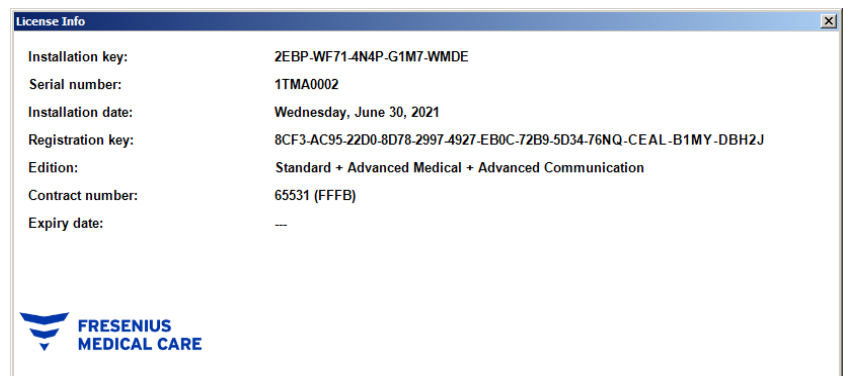 License Info
Installation key: 2EBP-WF71-4N4P-G1M7-WMDE
Serial number: 1TMA0002
Installation date: Wednesday, June 30, 2021
Registration key: 8CF3-AC95-22D0-8D78-2997-4927-EB0C-72B9-5D34-76NQ-CEAL-B1MY-DBH2J
Edition: Standard + Advanced Medical + Advanced Communication
Contract number: 65531 (FFFB)
Expiry date: ---
FRESENIUS
MEDICAL CARE